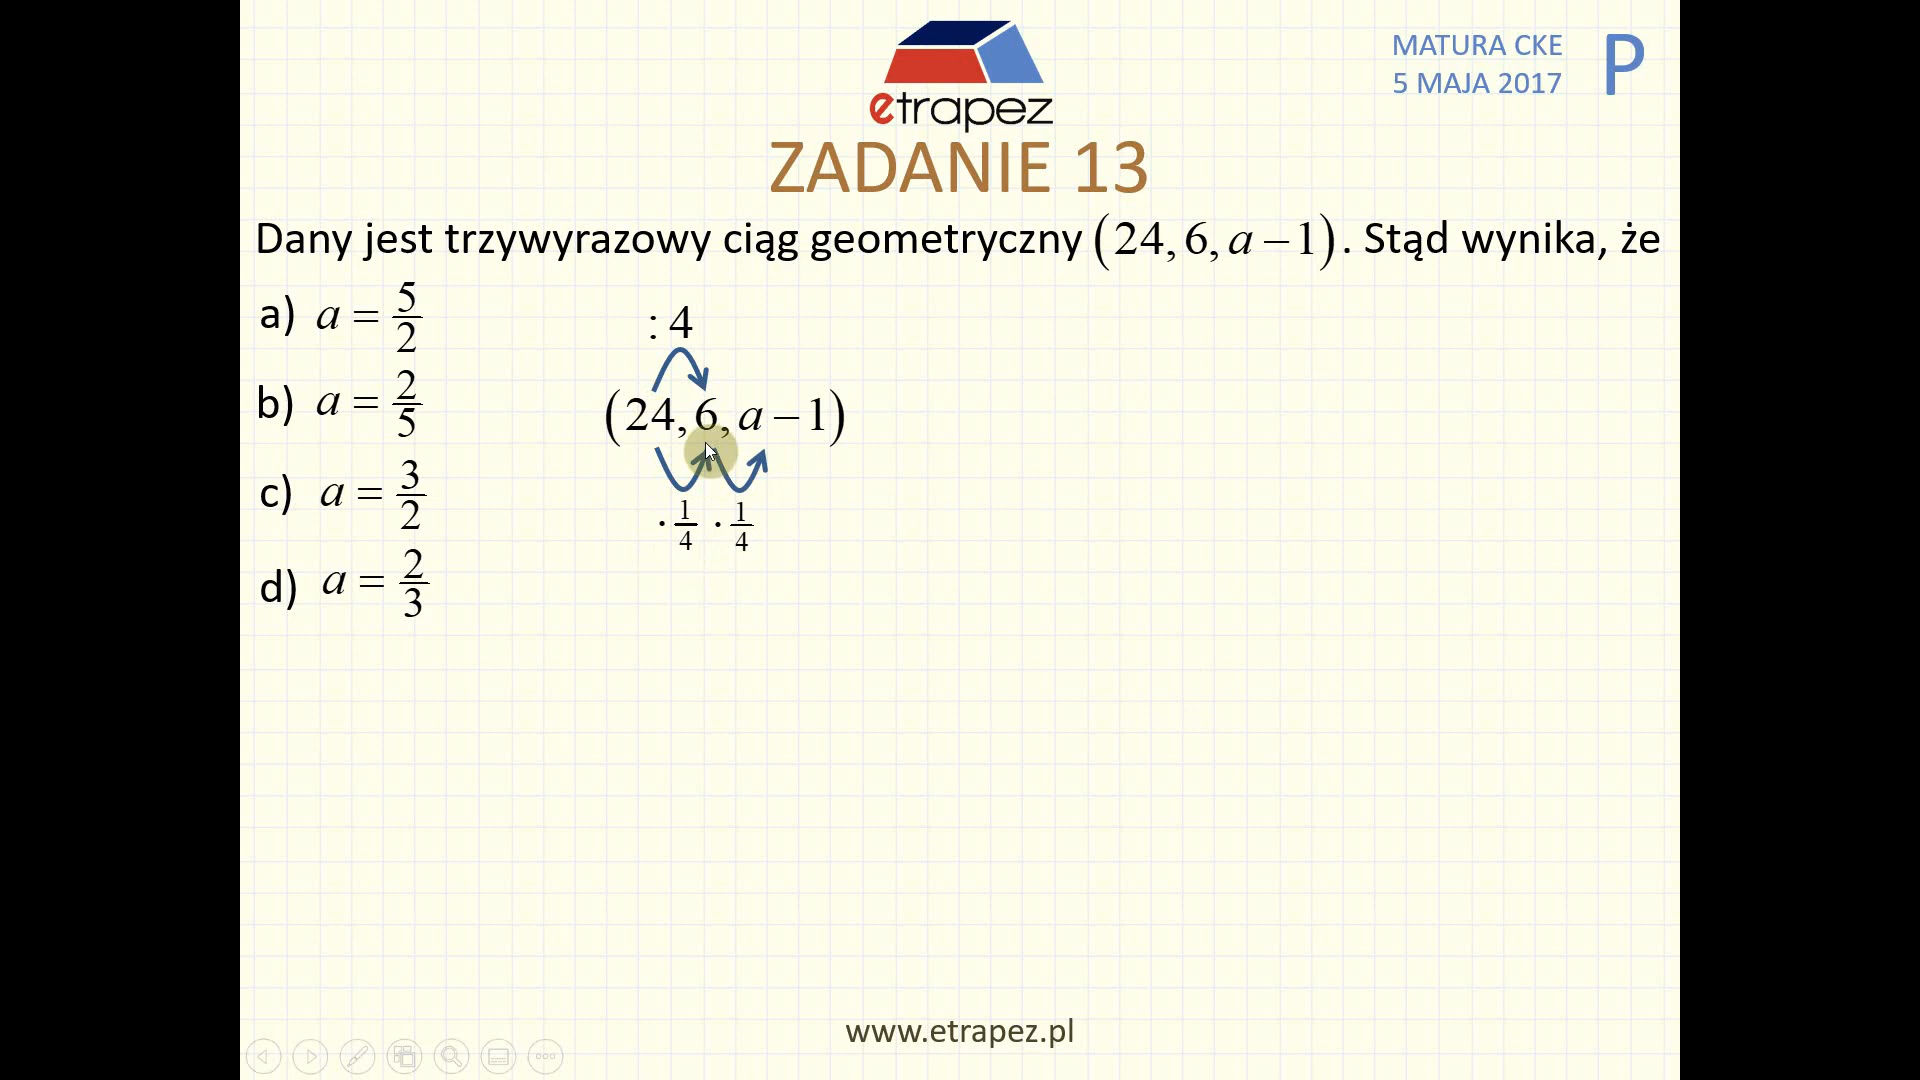 etrapez
MATURA CKE
5 MAJA 2017
P
ZADANIE 13
Dany jest trzywyrazowy ciąg geometryczny (24, 6, a − 1). Stąd wynika, że
a) a = 5/2
b) a = 2/5
c) a = 3/2
d) a = 2/3
: 4
(24, 6, a − 1)
· 1/4 · 1/4
www.etrapez.pl